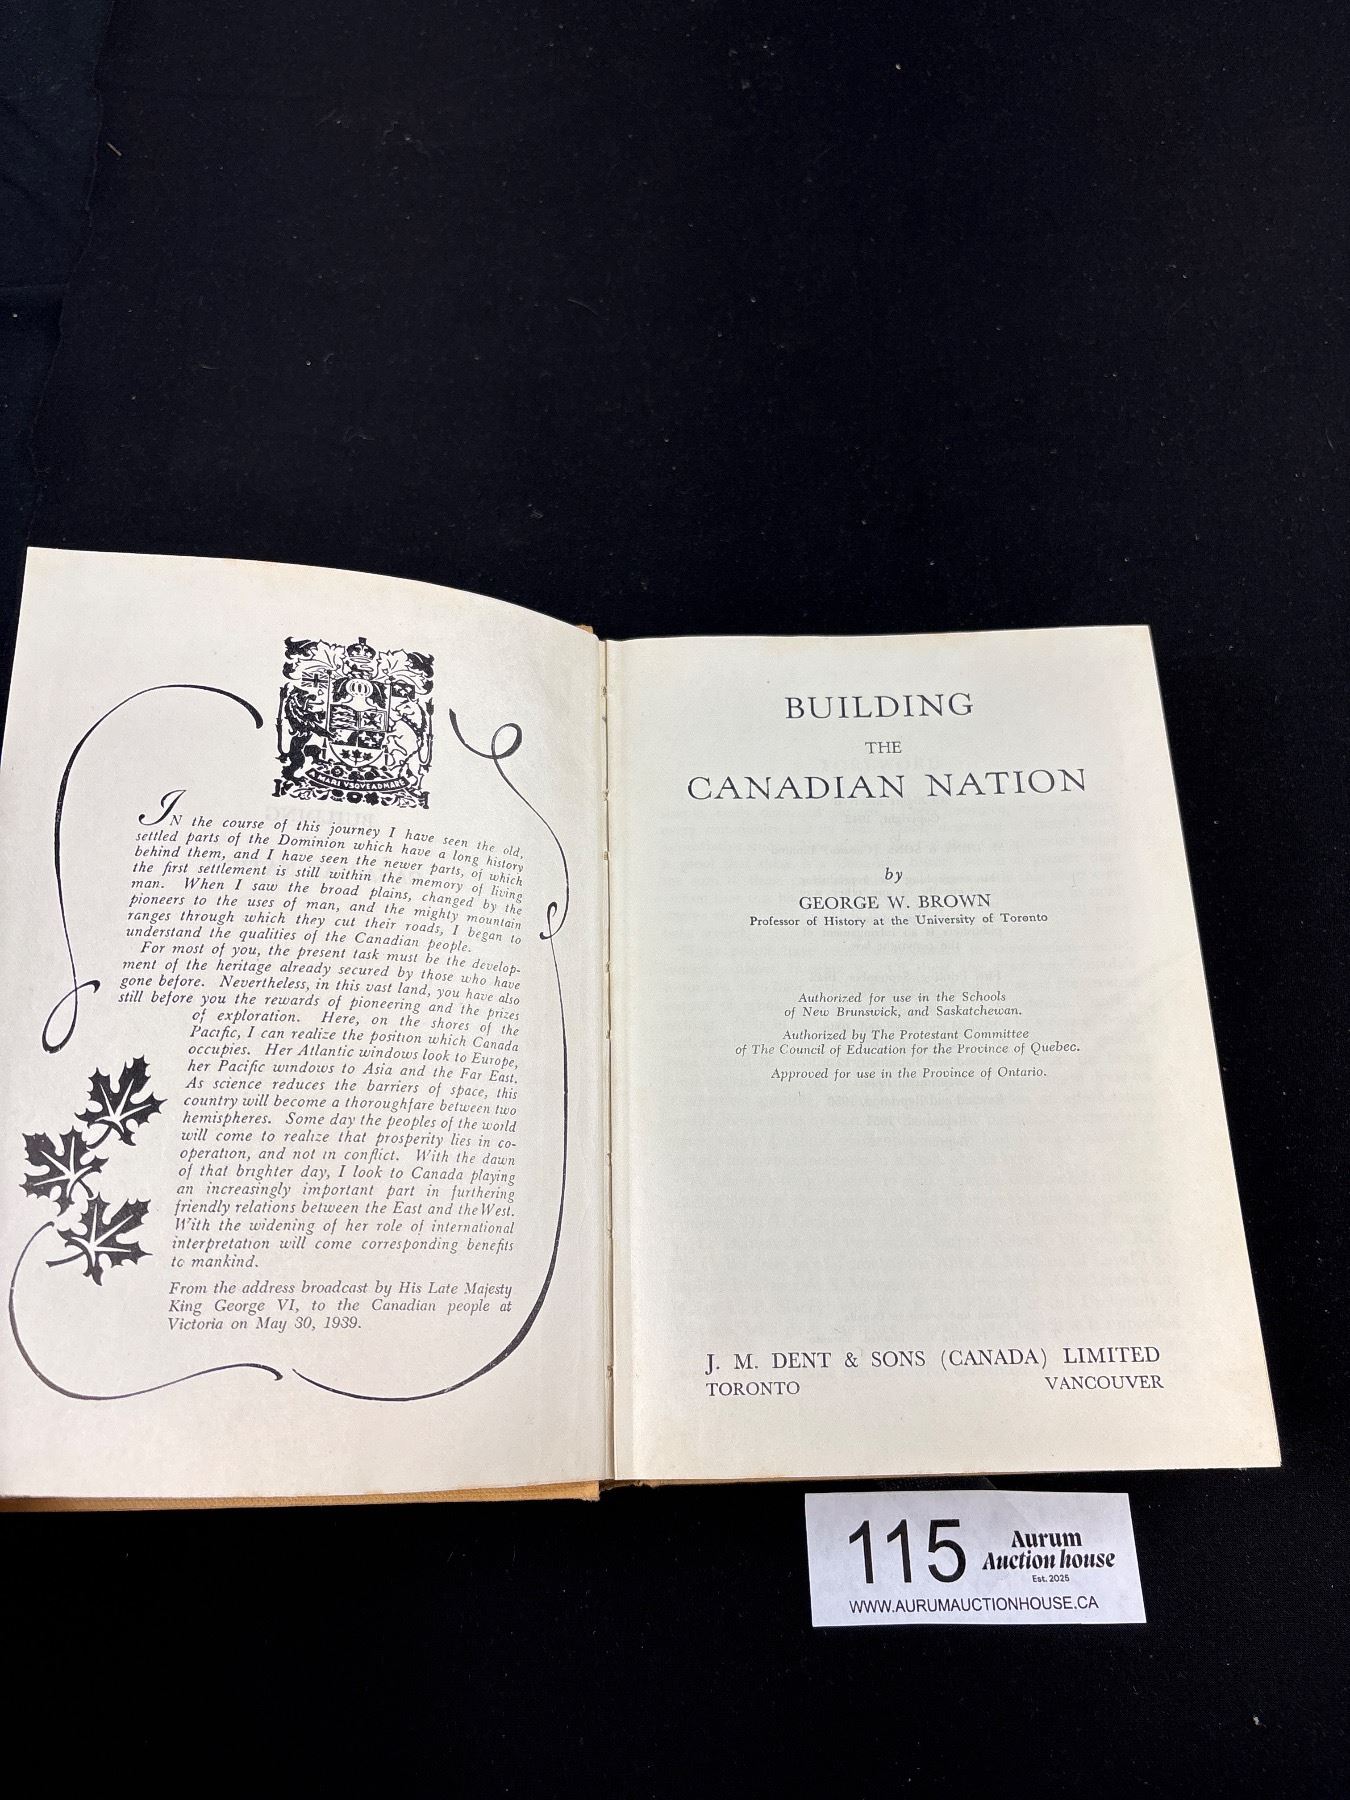 A MARI VSQVE AD MARE
IN the course of this journey I have seen the old,
settled parts of the Dominion which have a long history
behind them, and I have seen the newer parts, of which
the first settlement is still within the memory of living
man. When I saw the broad plains, changed by the
pioneers to the uses of man, and the mighty mountain
ranges through which they cut their roads, I began to
understand the qualities of the Canadian people.
For most of you, the present task must be the develop-
ment of the heritage already secured by those who have
gone before. Nevertheless, in this vast land, you have also
still before you the rewards of pioneering and the prizes
of exploration. Here, on the shores of the
Pacific, I can realize the position which Canada
occupies. Her Atlantic windows look to Europe,
her Pacific windows to Asia and the Far East.
As science reduces the barriers of space, this
country will become a thoroughfare between two
hemispheres. Some day the peoples of the world
will come to realize that prosperity lies in co-
operation, and not in conflict. With the dawn
of that brighter day, I look to Canada playing
an increasingly important part in furthering
friendly relations between the East and the West.
With the widening of her role of international
interpretation will come corresponding benefits
to mankind.
From the address broadcast by His Late Majesty
King George VI, to the Canadian people at
Victoria on May 30, 1939.
BUILDING
THE
CANADIAN NATION
by
GEORGE W. BROWN
Professor of History at the University of Toronto
Authorized for use in the Schools
of New Brunswick, and Saskatchewan.
Authorized by The Protestant Committee
of The Council of Education for the Province of Quebec.
Approved for use in the Province of Ontario.
J. M. DENT & SONS (CANADA) LIMITED
TORONTO VANCOUVER
115
Aurum
Auction house
Est. 2025
WWW.AURUMAUCTIONHOUSE.CA